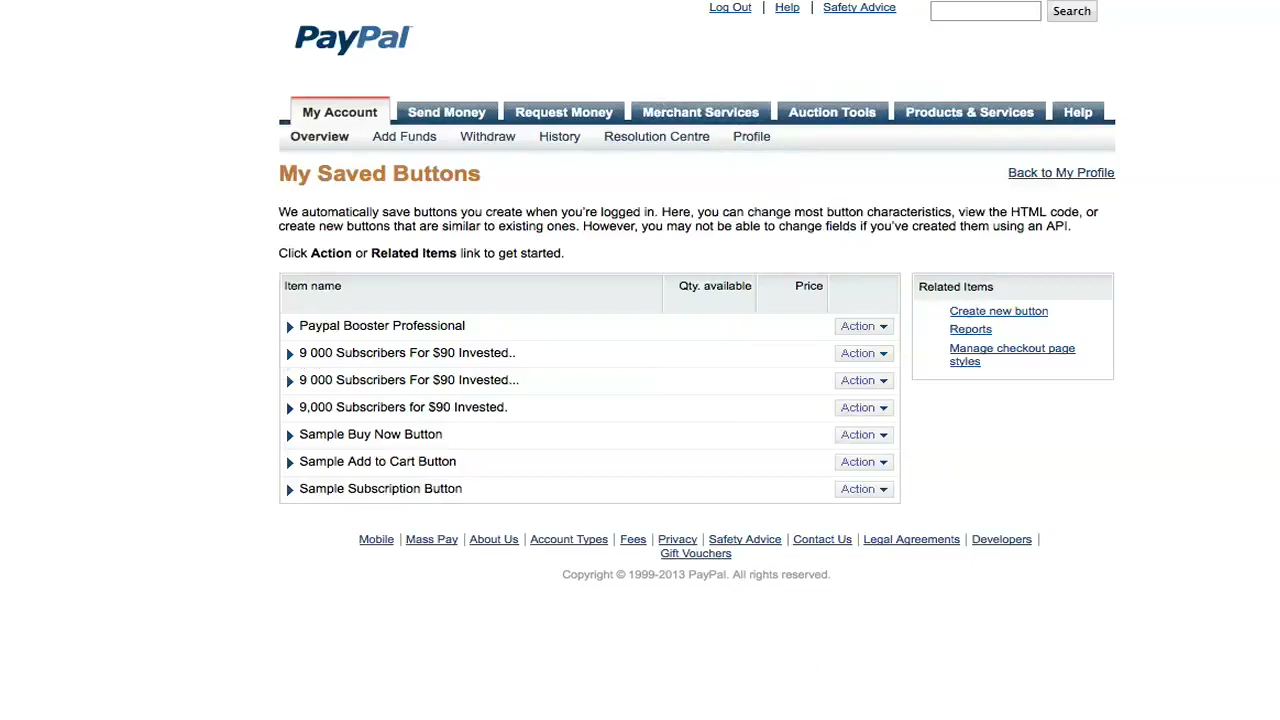 Log Out | Help | Safety Advice Search
PayPal
My Account Send Money Request Money Merchant Services Auction Tools Products & Services Help
Overview Add Funds Withdraw History Resolution Centre Profile
My Saved Buttons Back to My Profile
We automatically save buttons you create when you're logged in. Here, you can change most button characteristics, view the HTML code, or
create new buttons that are similar to existing ones. However, you may not be able to change fields if you've created them using an API.
Click Action or Related Items link to get started.
Item name Qty. available Price
Paypal Booster Professional Action
9 000 Subscribers For $90 Invested.. Action
9 000 Subscribers For $90 Invested... Action
9,000 Subscribers for $90 Invested. Action
Sample Buy Now Button Action
Sample Add to Cart Button Action
Sample Subscription Button Action
Related Items
Create new button
Reports
Manage checkout page
styles
Mobile | Mass Pay | About Us | Account Types | Fees | Privacy | Safety Advice | Contact Us | Legal Agreements | Developers |
Gift Vouchers
Copyright © 1999-2013 PayPal. All rights reserved.